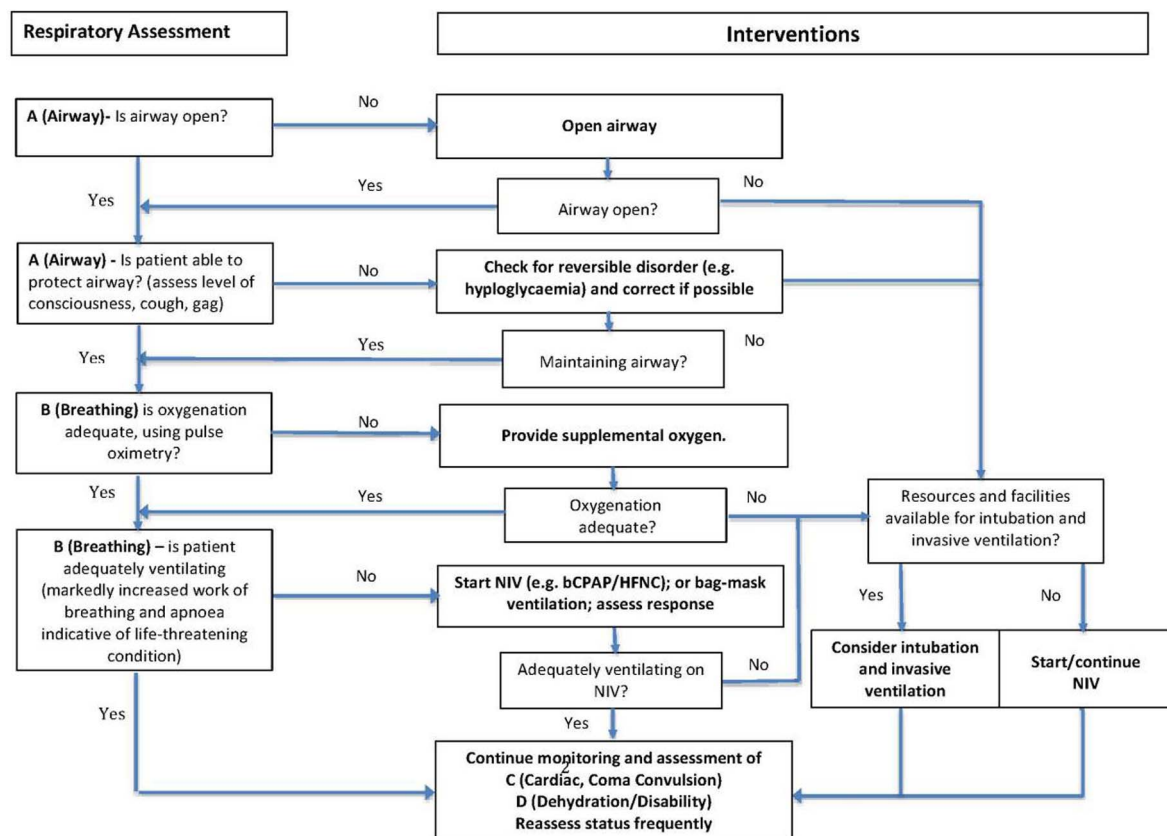 Respiratory Assessment
Interventions
A (Airway)- Is airway open?
No
Open airway
Yes
Yes
Airway open?
No
A (Airway) - Is patient able to
protect airway? (assess level of
consciousness, cough, gag)
No
Check for reversible disorder (e.g.
hyploglycaemia) and correct if possible
Yes
Yes
Maintaining airway?
No
B (Breathing) is oxygenation
adequate, using pulse
oximetry?
No
Provide supplemental oxygen.
Yes
Yes
Oxygenation
adequate?
No
Resources and facilities
available for intubation and
invasive ventilation?
B (Breathing) – is patient
adequately ventilating
(markedly increased work of
breathing and apnoea
indicative of life-threatening
condition)
No
Start NIV (e.g. bCPAP/HFNC); or bag-mask
ventilation; assess response
Yes
No
Adequately ventilating on
NIV?
No
Consider intubation
and invasive
ventilation
Start/continue
NIV
Yes
Yes
Continue monitoring and assessment of
2
C (Cardiac, Coma Convulsion)
D (Dehydration/Disability)
Reassess status frequently